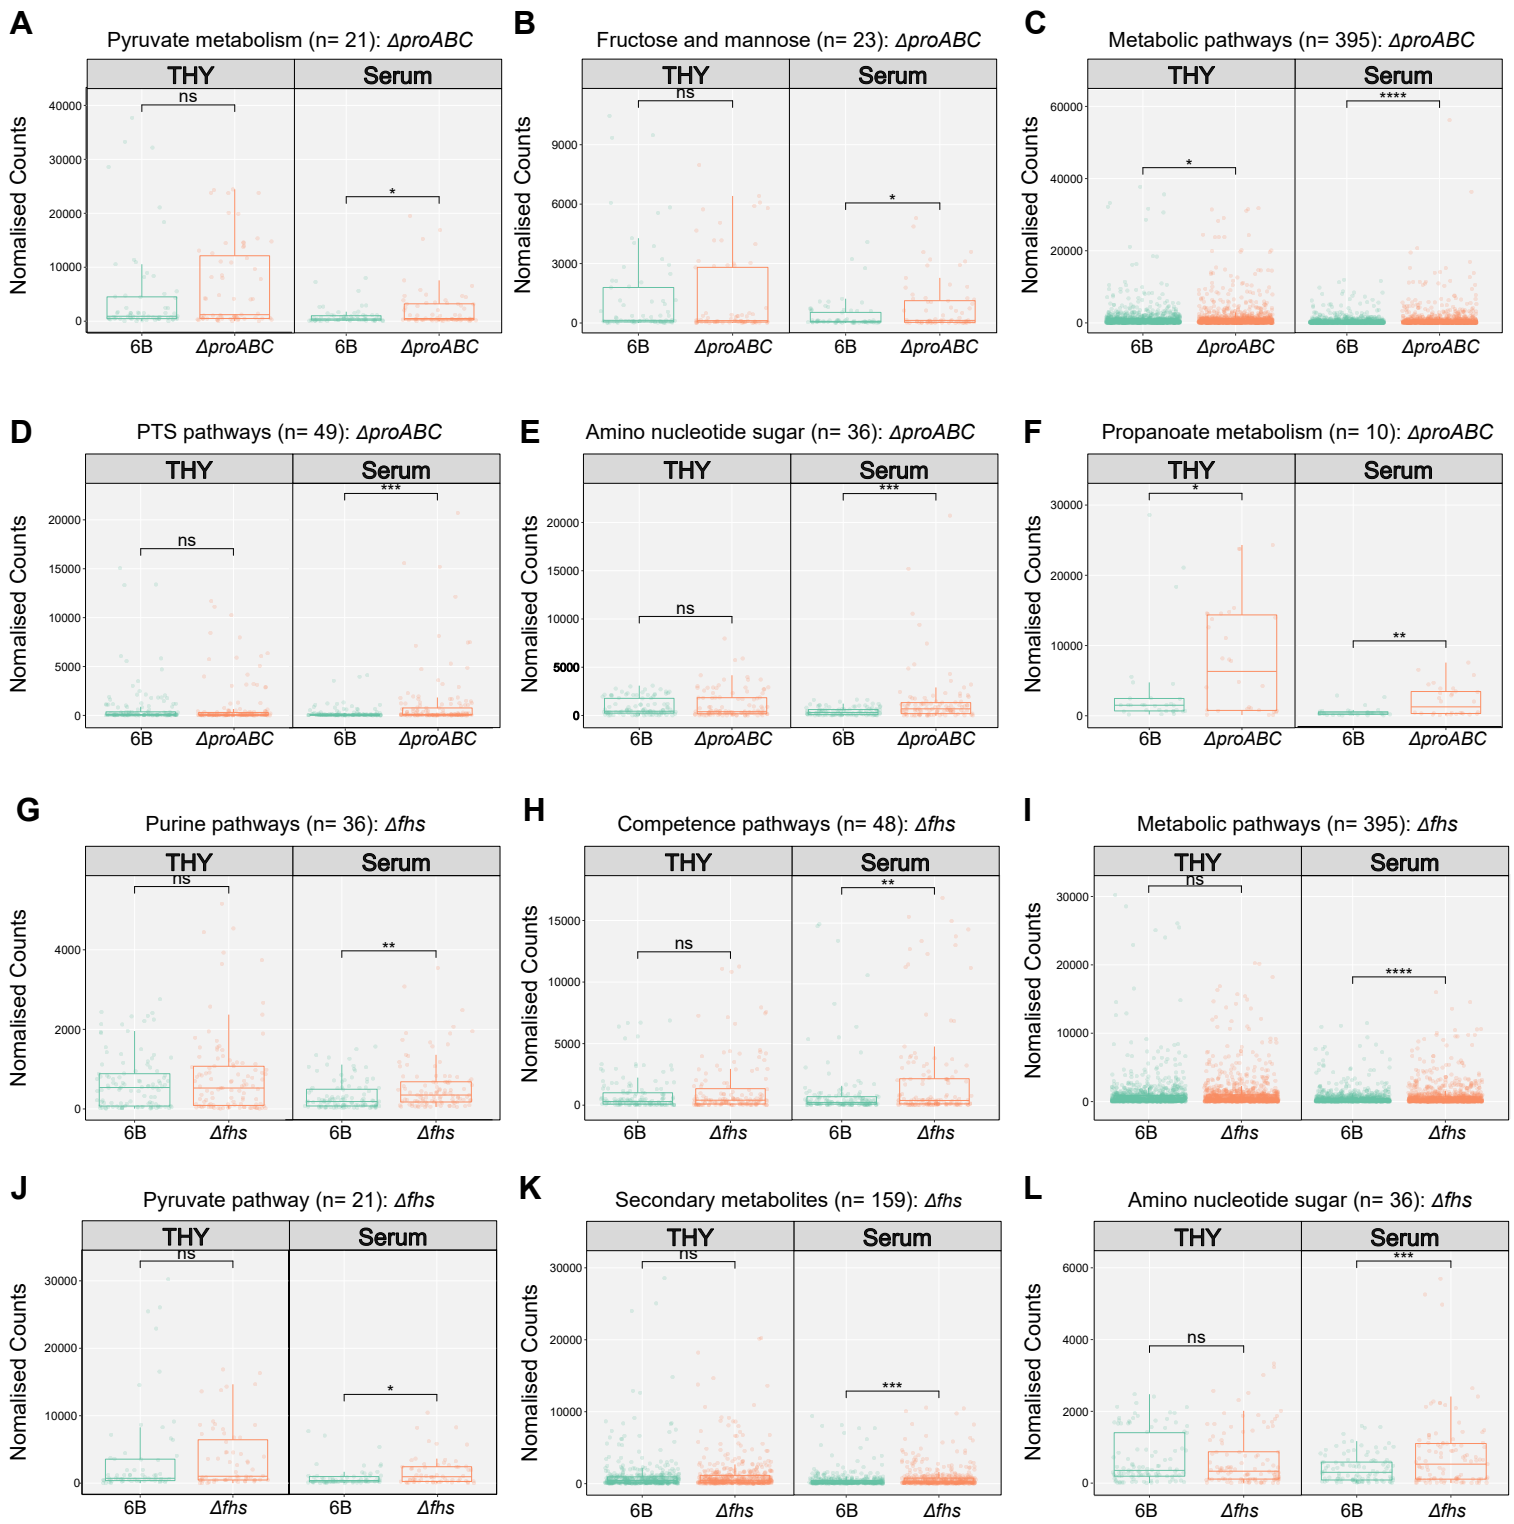 A
Pyruvate metabolism (n= 21): ΔproABC
THY
Serum
Nomalised Counts
40000
30000
20000
10000
0
ns
*
6B
ΔproABC
6B
ΔproABC
B
Fructose and mannose (n= 23): ΔproABC
THY
Serum
Nomalised Counts
9000
6000
3000
0
ns
*
6B
ΔproABC
6B
ΔproABC
C
Metabolic pathways (n= 395): ΔproABC
THY
Serum
Nomalised Counts
60000
40000
20000
0
*
****
6B
ΔproABC
6B
ΔproABC
D
PTS pathways (n= 49): ΔproABC
THY
Serum
Nomalised Counts
20000
15000
10000
5000
0
ns
***
6B
ΔproABC
6B
ΔproABC
E
Amino nucleotide sugar (n= 36): ΔproABC
THY
Serum
Nomalised Counts
20000
15000
10000
5000
0
ns
***
6B
ΔproABC
6B
ΔproABC
F
Propanoate metabolism (n= 10): ΔproABC
THY
Serum
Nomalised Counts
30000
20000
10000
0
*
**
6B
ΔproABC
6B
ΔproABC
G
Purine pathways (n= 36): Δfhs
THY
Serum
Nomalised Counts
4000
2000
0
ns
**
6B
Δfhs
6B
Δfhs
H
Competence pathways (n= 48): Δfhs
THY
Serum
Nomalised Counts
15000
10000
5000
0
ns
**
6B
Δfhs
6B
Δfhs
I
Metabolic pathways (n= 395): Δfhs
THY
Serum
Nomalised Counts
30000
20000
10000
0
ns
****
6B
Δfhs
6B
Δfhs
J
Pyruvate pathway (n= 21): Δfhs
THY
Serum
Nomalised Counts
30000
20000
10000
0
ns
*
6B
Δfhs
6B
Δfhs
K
Secondary metabolites (n= 159): Δfhs
THY
Serum
Nomalised Counts
30000
20000
10000
0
ns
***
6B
Δfhs
6B
Δfhs
L
Amino nucleotide sugar (n= 36): Δfhs
THY
Serum
Nomalised Counts
6000
4000
2000
0
ns
***
6B
Δfhs
6B
Δfhs